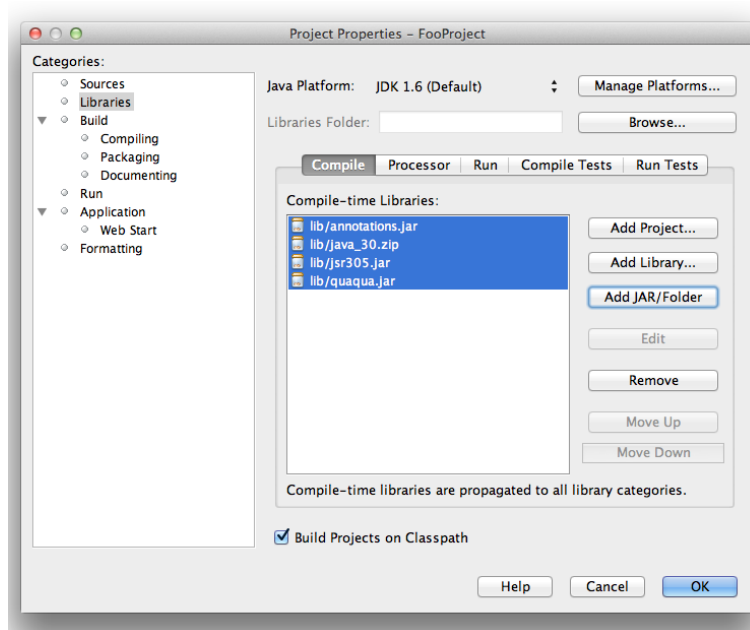 Project Properties – FooProject
Categories:
Sources
Libraries
Build
Compiling
Packaging
Documenting
Run
Application
Web Start
Formatting
Java Platform: JDK 1.6 (Default) Manage Platforms...
Libraries Folder: Browse...
Compile Processor Run Compile Tests Run Tests
Compile-time Libraries:
lib/annotations.jar
lib/java_30.zip
lib/jsr305.jar
lib/quaqua.jar
Add Project...
Add Library...
Add JAR/Folder
Edit
Remove
Move Up
Move Down
Compile-time libraries are propagated to all library categories.
Build Projects on Classpath
Help Cancel OK